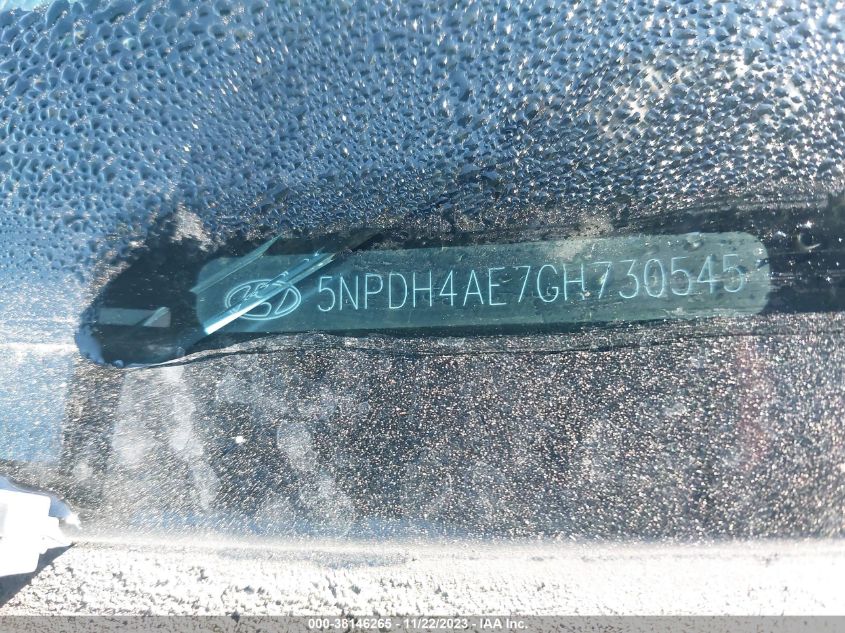 5NPDH4AE7GH730545
000-38146265 - 11/22/2023 - IAA Inc.